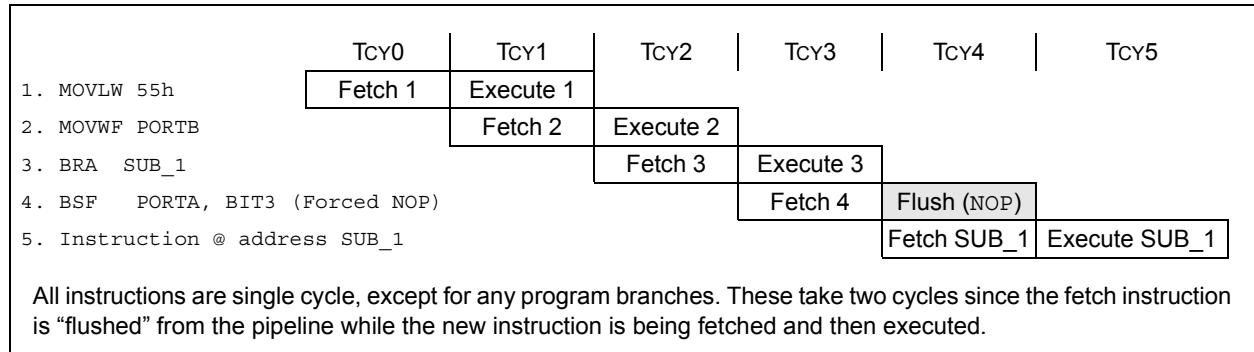 TCY0 TCY1 TCY2 TCY3 TCY4 TCY5
1. MOVLW 55h Fetch 1 Execute 1
2. MOVWF PORTB Fetch 2 Execute 2
3. BRA SUB_1 Fetch 3 Execute 3
4. BSF PORTA, BIT3 (Forced NOP) Fetch 4 Flush (NOP)
5. Instruction @ address SUB_1 Fetch SUB_1 Execute SUB_1
All instructions are single cycle, except for any program branches. These take two cycles since the fetch instruction
is “flushed” from the pipeline while the new instruction is being fetched and then executed.